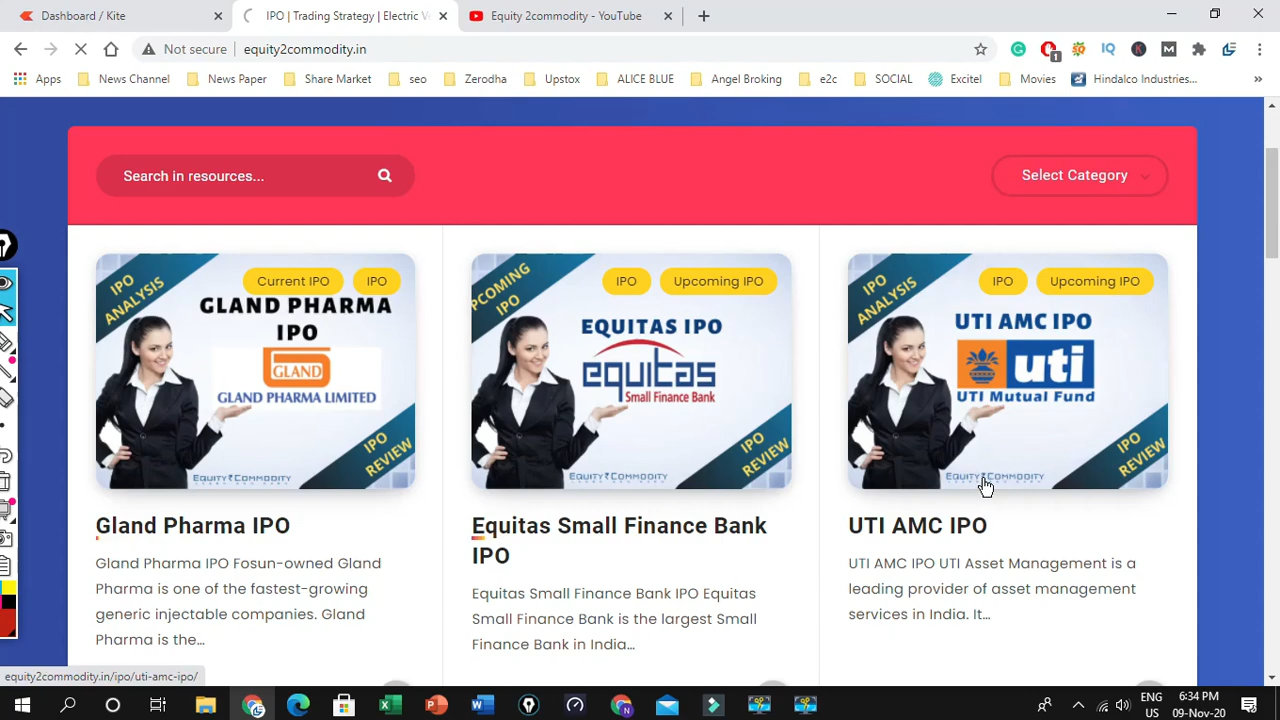 Dashboard / Kite
IPO | Trading Strategy | Electric V
Equity 2commodity - YouTube
Not secure
equity2commodity.in
1
Apps
News Channel
News Paper
Share Market
seo
Zerodha
Upstox
ALICE BLUE
Angel Broking
e2c
SOCIAL
Excitel
Movies
Hindalco Industries...
Search in resources...
Select Category
IPO ANALYSIS
Current IPO
IPO
GLAND PHARMA
IPO
GLAND
GLAND PHARMA LIMITED
IPO REVIEW
EQUITY₹COMMODITY
PCOMING IPO
IPO
Upcoming IPO
EQUITAS IPO
equitas
Small Finance Bank
IPO REVIEW
EQUITY₹COMMODITY
IPO ANALYSIS
IPO
Upcoming IPO
UTI AMC IPO
uti
UTI Mutual Fund
IPO REVIEW
EQUITY₹COMMODITY
Gland Pharma IPO
Gland Pharma IPO Fosun-owned Gland
Pharma is one of the fastest-growing
generic injectable companies. Gland
Pharma is the...
Equitas Small Finance Bank
IPO
Equitas Small Finance Bank IPO Equitas
Small Finance Bank is the largest Small
Finance Bank in India...
UTI AMC IPO
UTI AMC IPO UTI Asset Management is a
leading provider of asset management
services in India. It...
equity2commodity.in/ipo/uti-amc-ipo/
ENG
US
6:34 PM
09-Nov-20